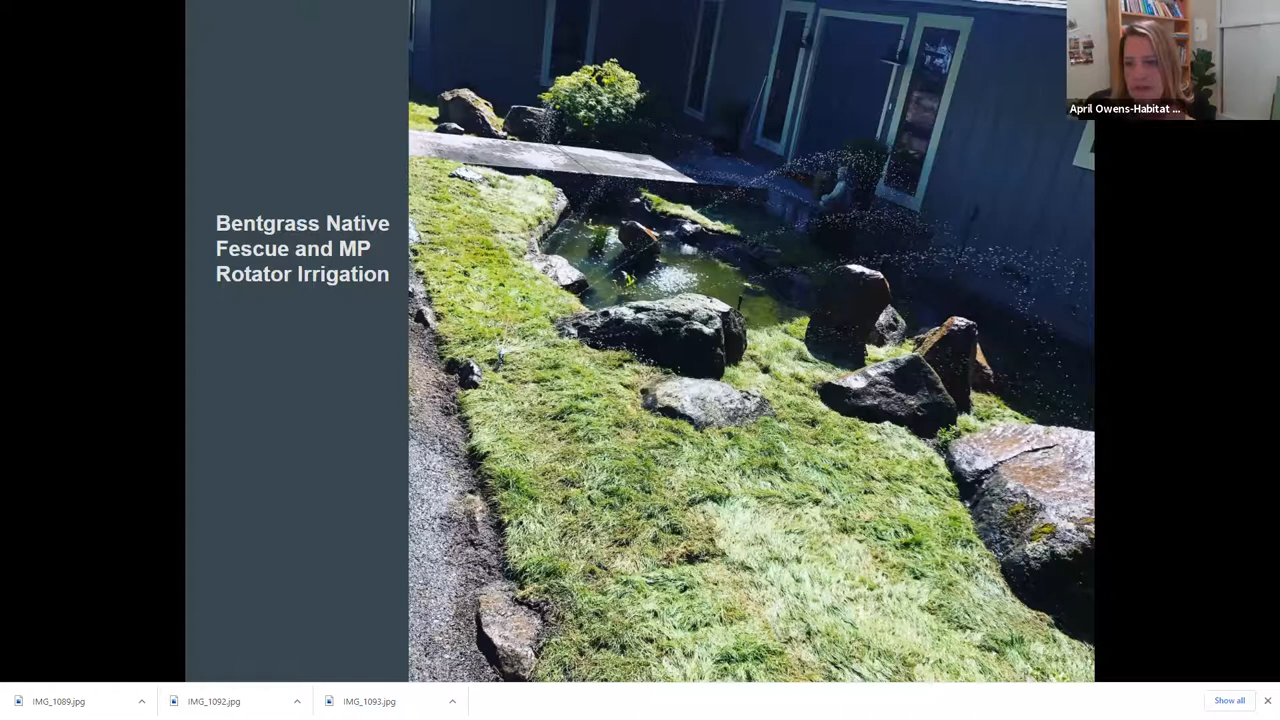 April Owens-Habitat ...
Bentgrass Native
Fescue and MP
Rotator Irrigation
IMG_1089.jpg
IMG_1092.jpg
IMG_1093.jpg
Show all